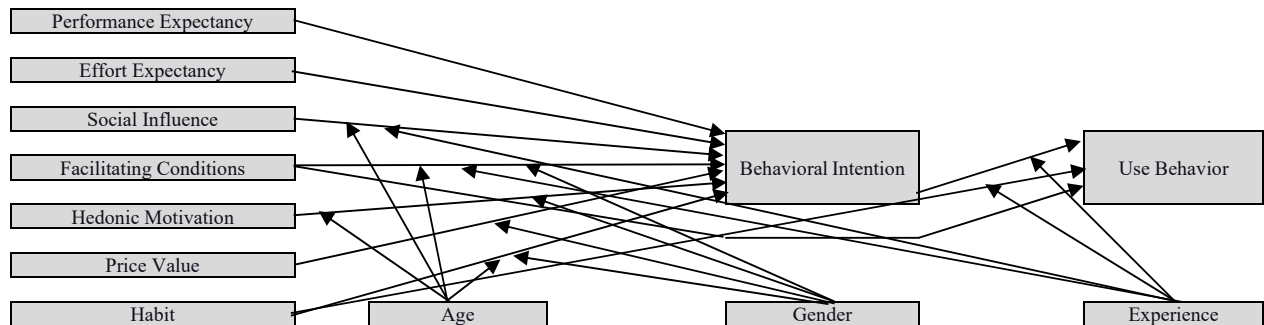 Performance Expectancy
Effort Expectancy
Social Influence
Facilitating Conditions
Hedonic Motivation
Price Value
Habit
Behavioral Intention
Use Behavior
Age
Gender
Experience